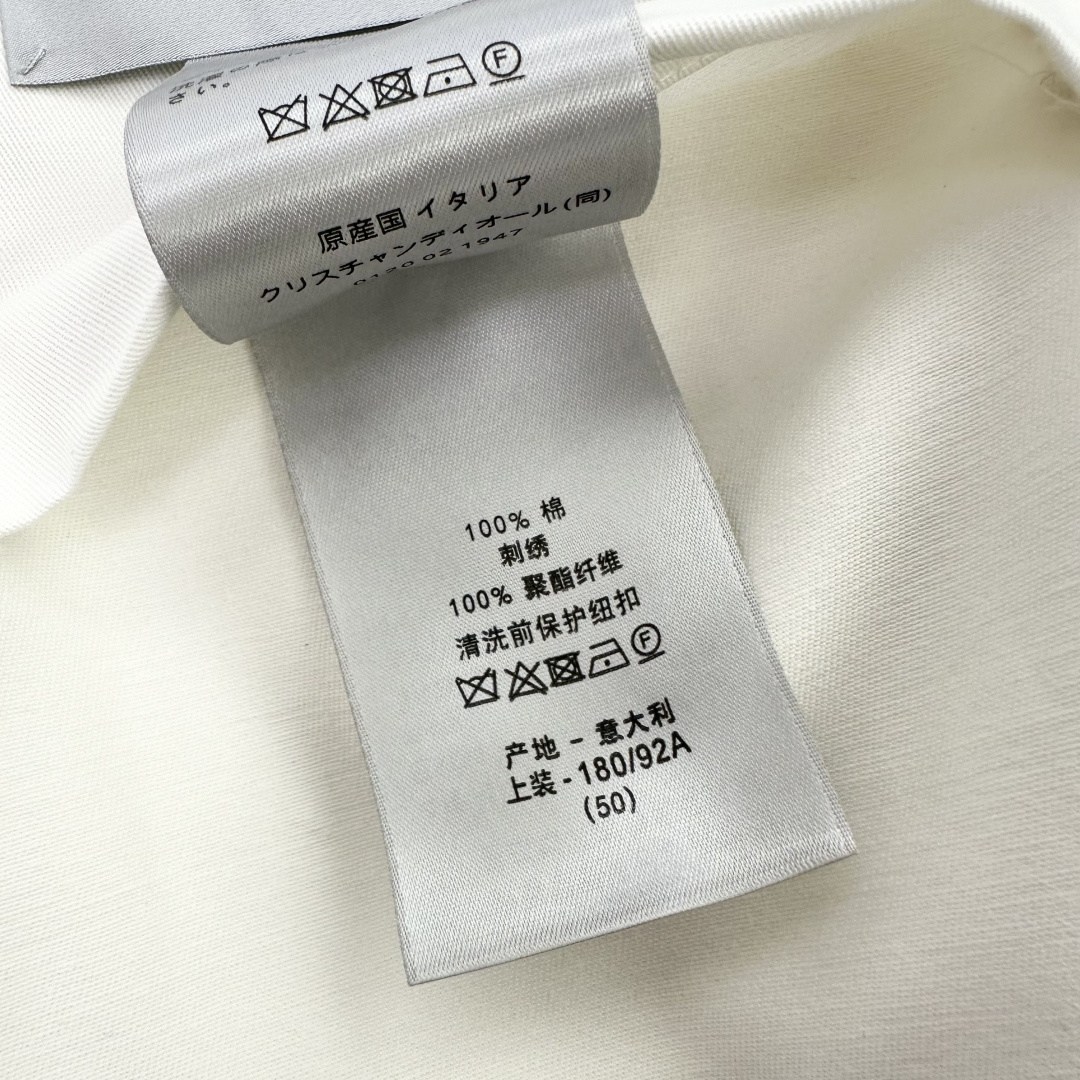 さい。
原産国 イタリア
クリスチャンディオール(同)
0120 02 1947
100% 棉
刺绣
100% 聚酯纤维
清洗前保护纽扣
产地 - 意大利
上装 - 180/92A
(50)